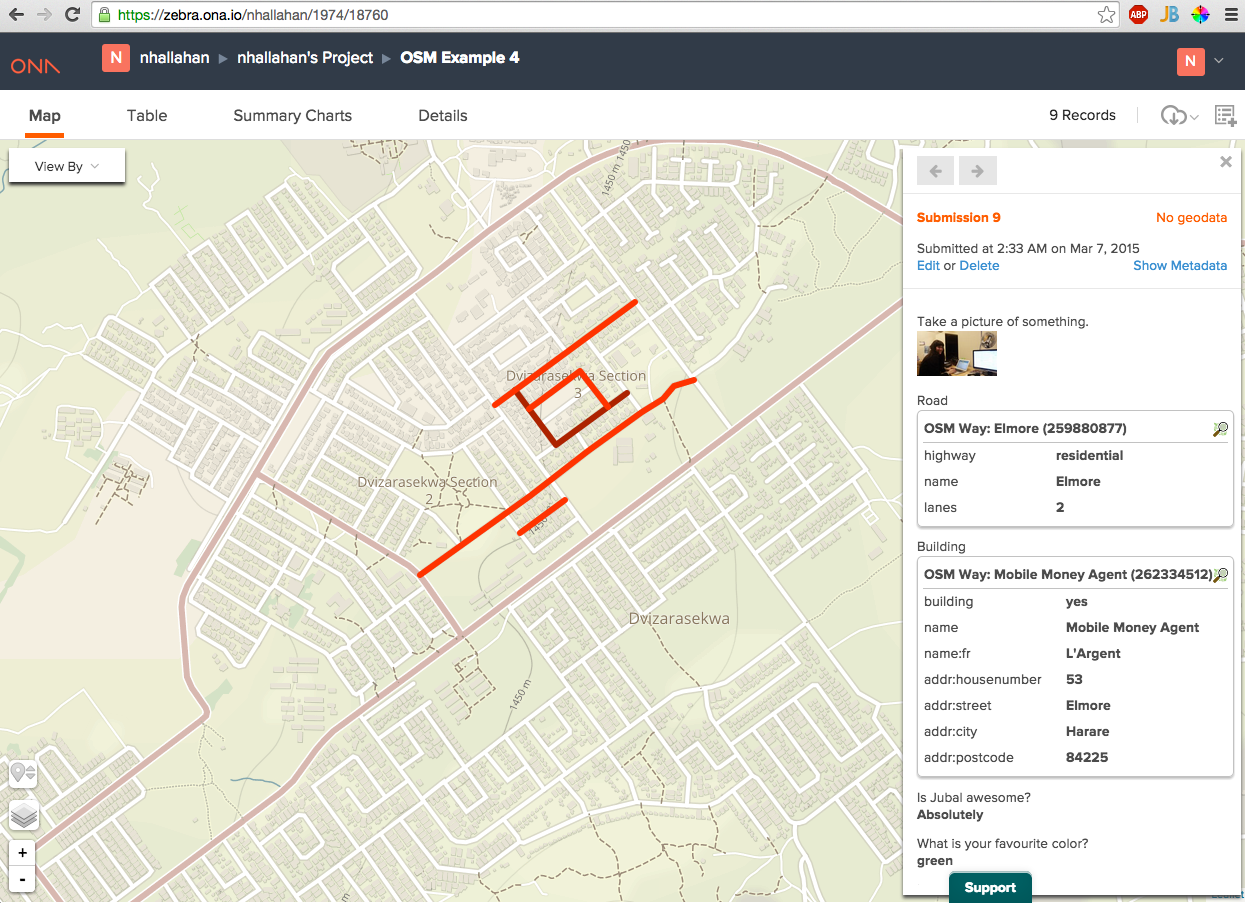 https://zebra.ona.io/nhallahan/1974/18760
ABP
JB
ONA
N
nhallahan ▶ nhallahan's Project ▶ OSM Example 4
N
Map
Table
Summary Charts
Details
9 Records
View By
1450 m
1450
Dvizarasekwa Section
3
Dvizarasekwa Section
2
1450
Dvizarasekwa
1450 m
+
-
Submission 9
No geodata
Submitted at 2:33 AM on Mar 7, 2015
Edit or Delete
Show Metadata
Take a picture of something.
Road
OSM Way: Elmore (259880877)
highway residential
name Elmore
lanes 2
Building
OSM Way: Mobile Money Agent (262334512)
building yes
name Mobile Money Agent
name:fr L'Argent
addr:housenumber 53
addr:street Elmore
addr:city Harare
addr:postcode 84225
Is Jubal awesome?
Absolutely
What is your favourite color?
green
Support